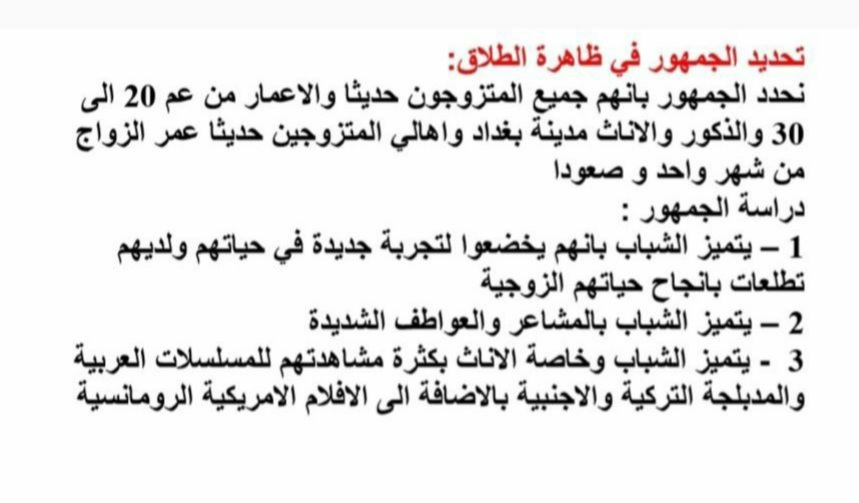 تحديد الجمهور في ظاهرة الطلاق:
نحدد الجمهور بانهم جميع المتزوجون حديثا والاعمار من عم 20 الى
30 والذكور والاناث مدينة بغداد واهالي المتزوجين حديثا عمر الزواج
من شهر واحد و صعودا
دراسة الجمهور :
1 – يتميز الشباب بانهم يخضعوا لتجربة جديدة في حياتهم ولديهم
تطلعات بانجاح حياتهم الزوجية
2 – يتميز الشباب بالمشاعر والعواطف الشديدة
3 - يتميز الشباب وخاصة الاناث بكثرة مشاهدتهم للمسلسلات العربية
والمدبلجة التركية والاجنبية بالاضافة الى الافلام الامريكية الرومانسية